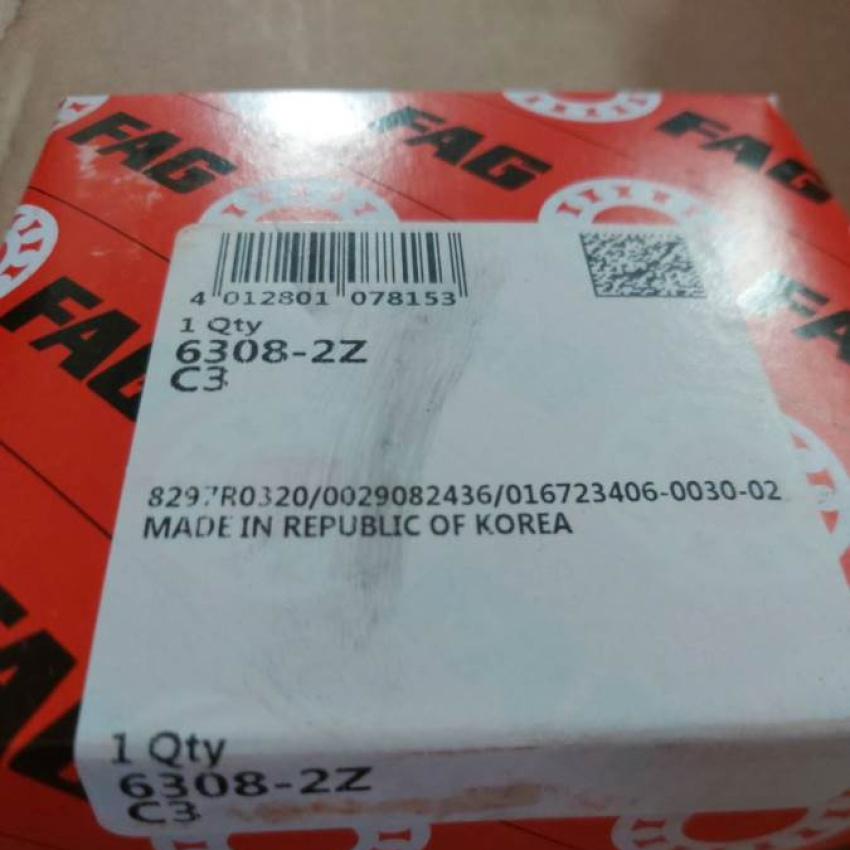 FAG FAG FAG
4 012801 078153
1 Qty
FAG
FA
6308-2Z
C3
8297R0320/0029082436/016723406-0030-02
MADE IN REPUBLIC OF KOREA
FAG
1 Qty
6308-2Z
C3